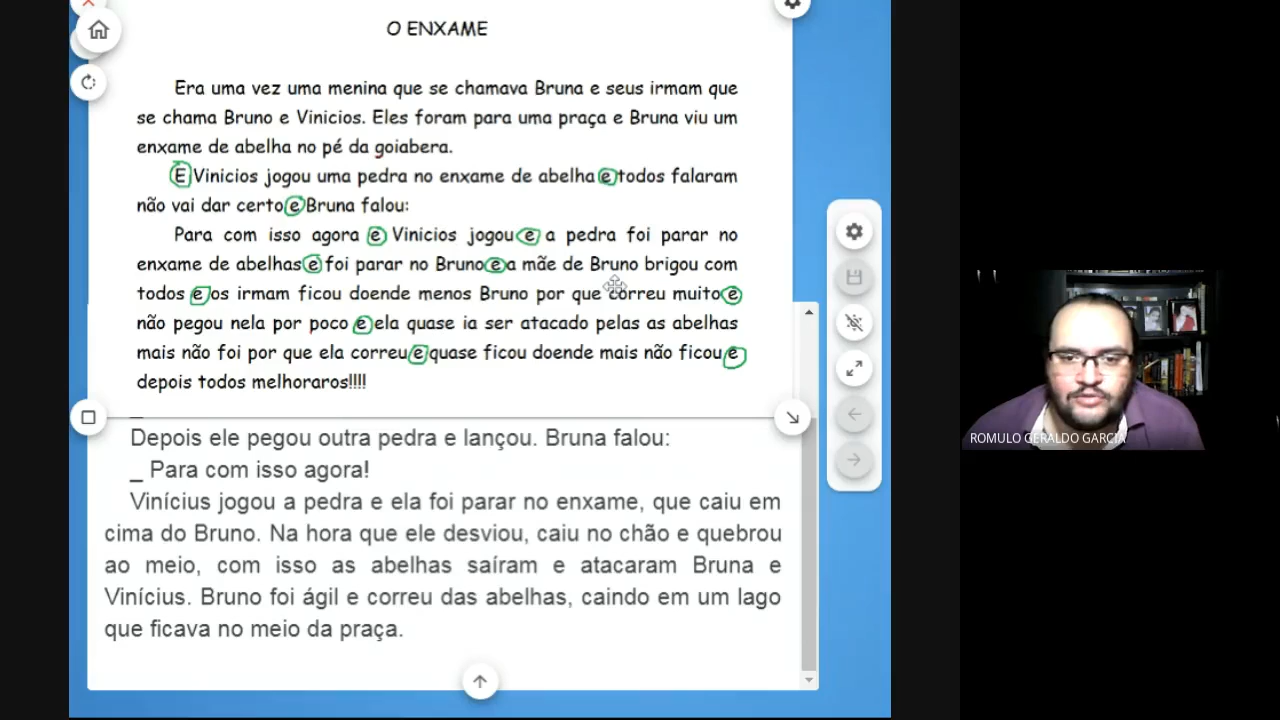 O ENXAME
Era uma vez uma menina que se chamava Bruna e seus irmam que
se chama Bruno e Vinicios. Eles foram para uma praça e Bruna viu um
enxame de abelha no pé da goiabera.
E Vinicios jogou uma pedra no enxame de abelha e todos falaram
não vai dar certo e Bruna falou:
Para com isso agora e Vinicios jogou e a pedra foi parar no
enxame de abelhas e foi parar no Bruno e a mãe de Bruno brigou com
todos e os irmam ficou doende menos Bruno por que correu muito e
não pegou nela por poco e ela quase ia ser atacado pelas as abelhas
mais não foi por que ela correu e quase ficou doende mais não ficou e
depois todos melhoraros!!!!
Depois ele pegou outra pedra e lançou. Bruna falou:
_ Para com isso agora!
Vinícius jogou a pedra e ela foi parar no enxame, que caiu em
cima do Bruno. Na hora que ele desviou, caiu no chão e quebrou
ao meio, com isso as abelhas saíram e atacaram Bruna e
Vinícius. Bruno foi ágil e correu das abelhas, caindo em um lago
que ficava no meio da praça.
ROMULO GERALDO GARCIA